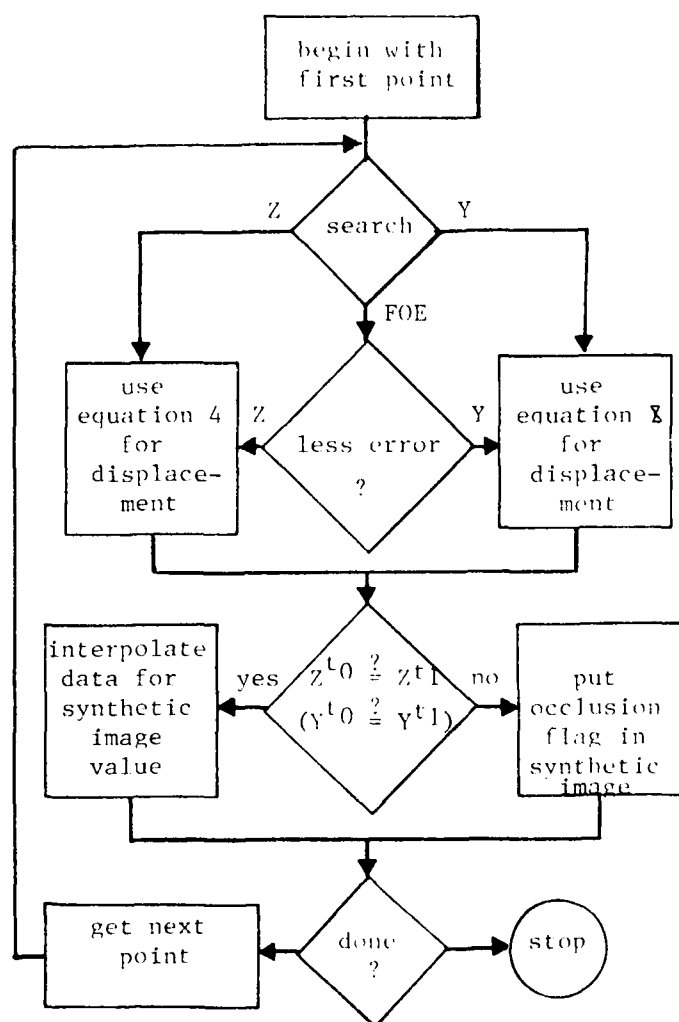 begin with
first point
search
Z
Y
FOE
use
equation 4
for
displace-
ment
Z
less error
?
Y
use
equation 8
for
displace-
ment
interpolate
data for
synthetic
image
value
yes
Z^t0 ?= Z^t1
(Y^t0 ?= Y^t1)
no
put
occlusion
flag in
synthetic
image
get next
point
done
?
stop